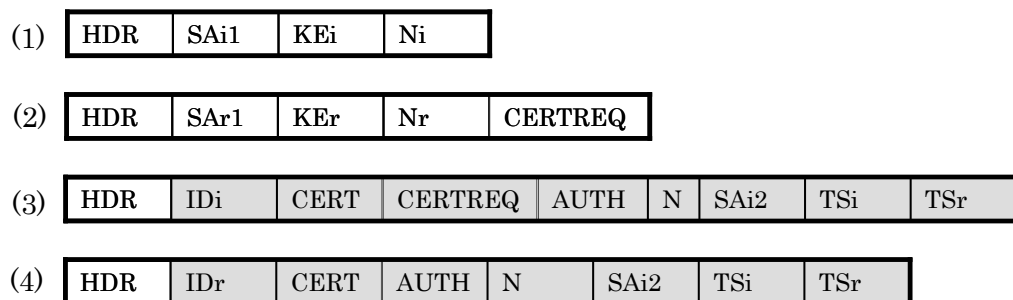 (1) HDR SAi1 KEi Ni
(2) HDR SAr1 KEr Nr CERTREQ
(3) HDR IDi CERT CERTREQ AUTH N SAi2 TSi TSr
(4) HDR IDr CERT AUTH N SAi2 TSi TSr